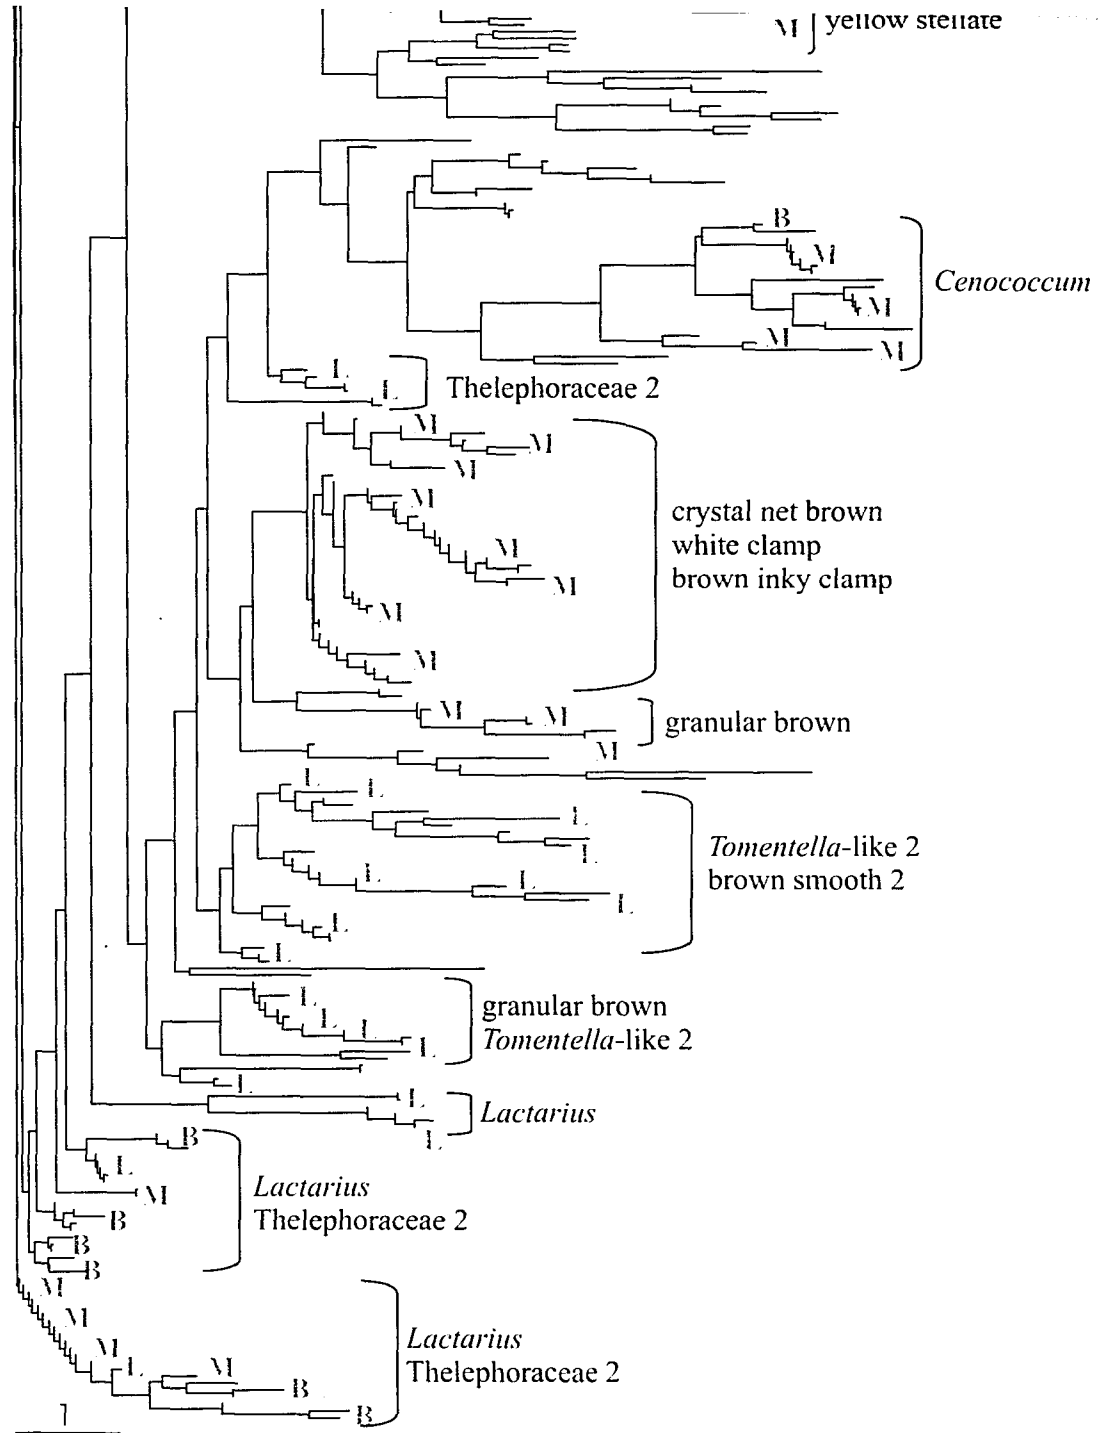 M yellow stellate
B
M
Cenococcum
M
M
M
L
L
Thelephoraceae 2
M
M
M
M
crystal net brown
M
white clamp
M
brown inky clamp
M
M
M
M
granular brown
M
L
L
L
Tomentella-like 2
L
brown smooth 2
L
L
L
L
L
L
granular brown
L
L
Tomentella-like 2
L
L
L
Lactarius
L
B
L
Lactarius
M
Thelephoraceae 2
B
B
B
M
M
Lactarius
M
L
M
Thelephoraceae 2
B
B